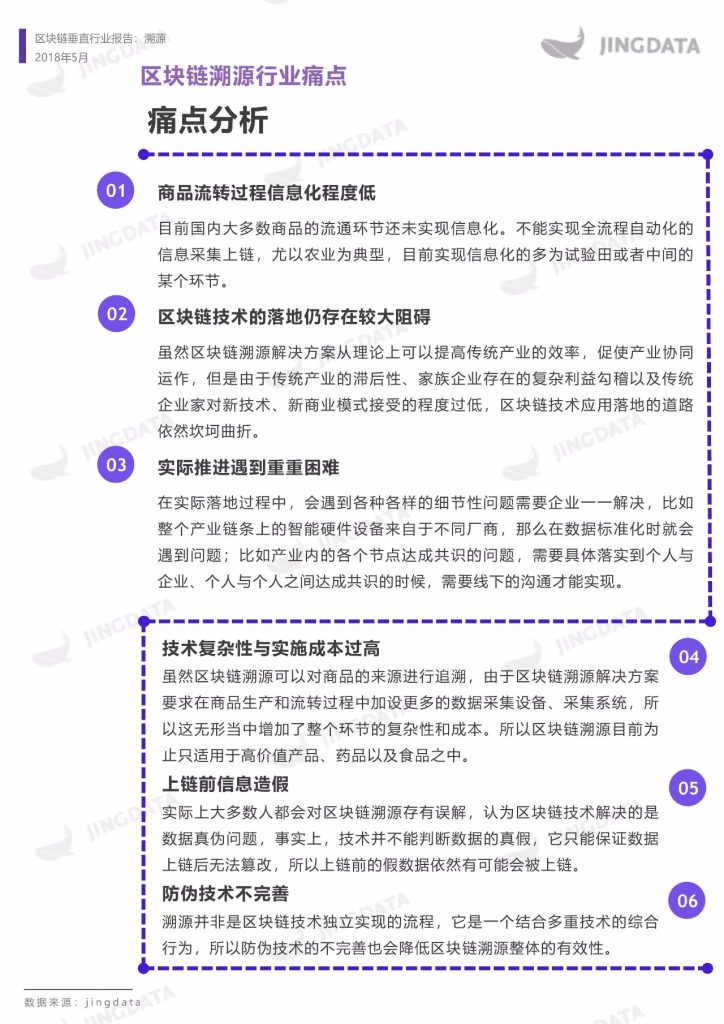 区块链垂直行业报告：溯源
2018年5月
JINGDATA
区块链溯源行业痛点
痛点分析
01
商品流转过程信息化程度低
目前国内大多数商品的流通环节还未实现信息化。不能实现全流程自动化的
信息采集上链，尤以农业为典型，目前实现信息化的多为试验田或者中间的
某个环节。
02
区块链技术的落地仍存在较大阻碍
虽然区块链溯源解决方案从理论上可以提高传统产业的效率，促使产业协同
运作，但是由于传统产业的滞后性、家族企业存在的复杂利益勾稽以及传统
企业家对新技术、新商业模式接受的程度过低，区块链技术应用落地的道路
依然坎坷曲折。
03
实际推进遇到重重困难
在实际落地过程中，会遇到各种各样的细节性问题需要企业一一解决，比如
整个产业链条上的智能硬件设备来自于不同厂商，那么在数据标准化时就会
遇到问题；比如产业内的各个节点达成共识的问题，需要具体落实到个人与
企业、个人与个人之间达成共识的时候，需要线下的沟通才能实现。
技术复杂性与实施成本过高
04
虽然区块链溯源可以对商品的来源进行追溯，由于区块链溯源解决方案
要求在商品生产和流转过程中加设更多的数据采集设备、采集系统，所
以这无形当中增加了整个环节的复杂性和成本。所以区块链溯源目前为
止只适用于高价值产品、药品以及食品之中。
上链前信息造假
05
实际上大多数人都会对区块链溯源存有误解，认为区块链技术解决的是
数据真伪问题，事实上，技术并不能判断数据的真假，它只能保证数据
上链后无法篡改，所以上链前的假数据依然有可能会被上链。
防伪技术不完善
06
溯源并非是区块链技术独立实现的流程，它是一个结合多重技术的综合
行为，所以防伪技术的不完善也会降低区块链溯源整体的有效性。
数据来源：jingdata